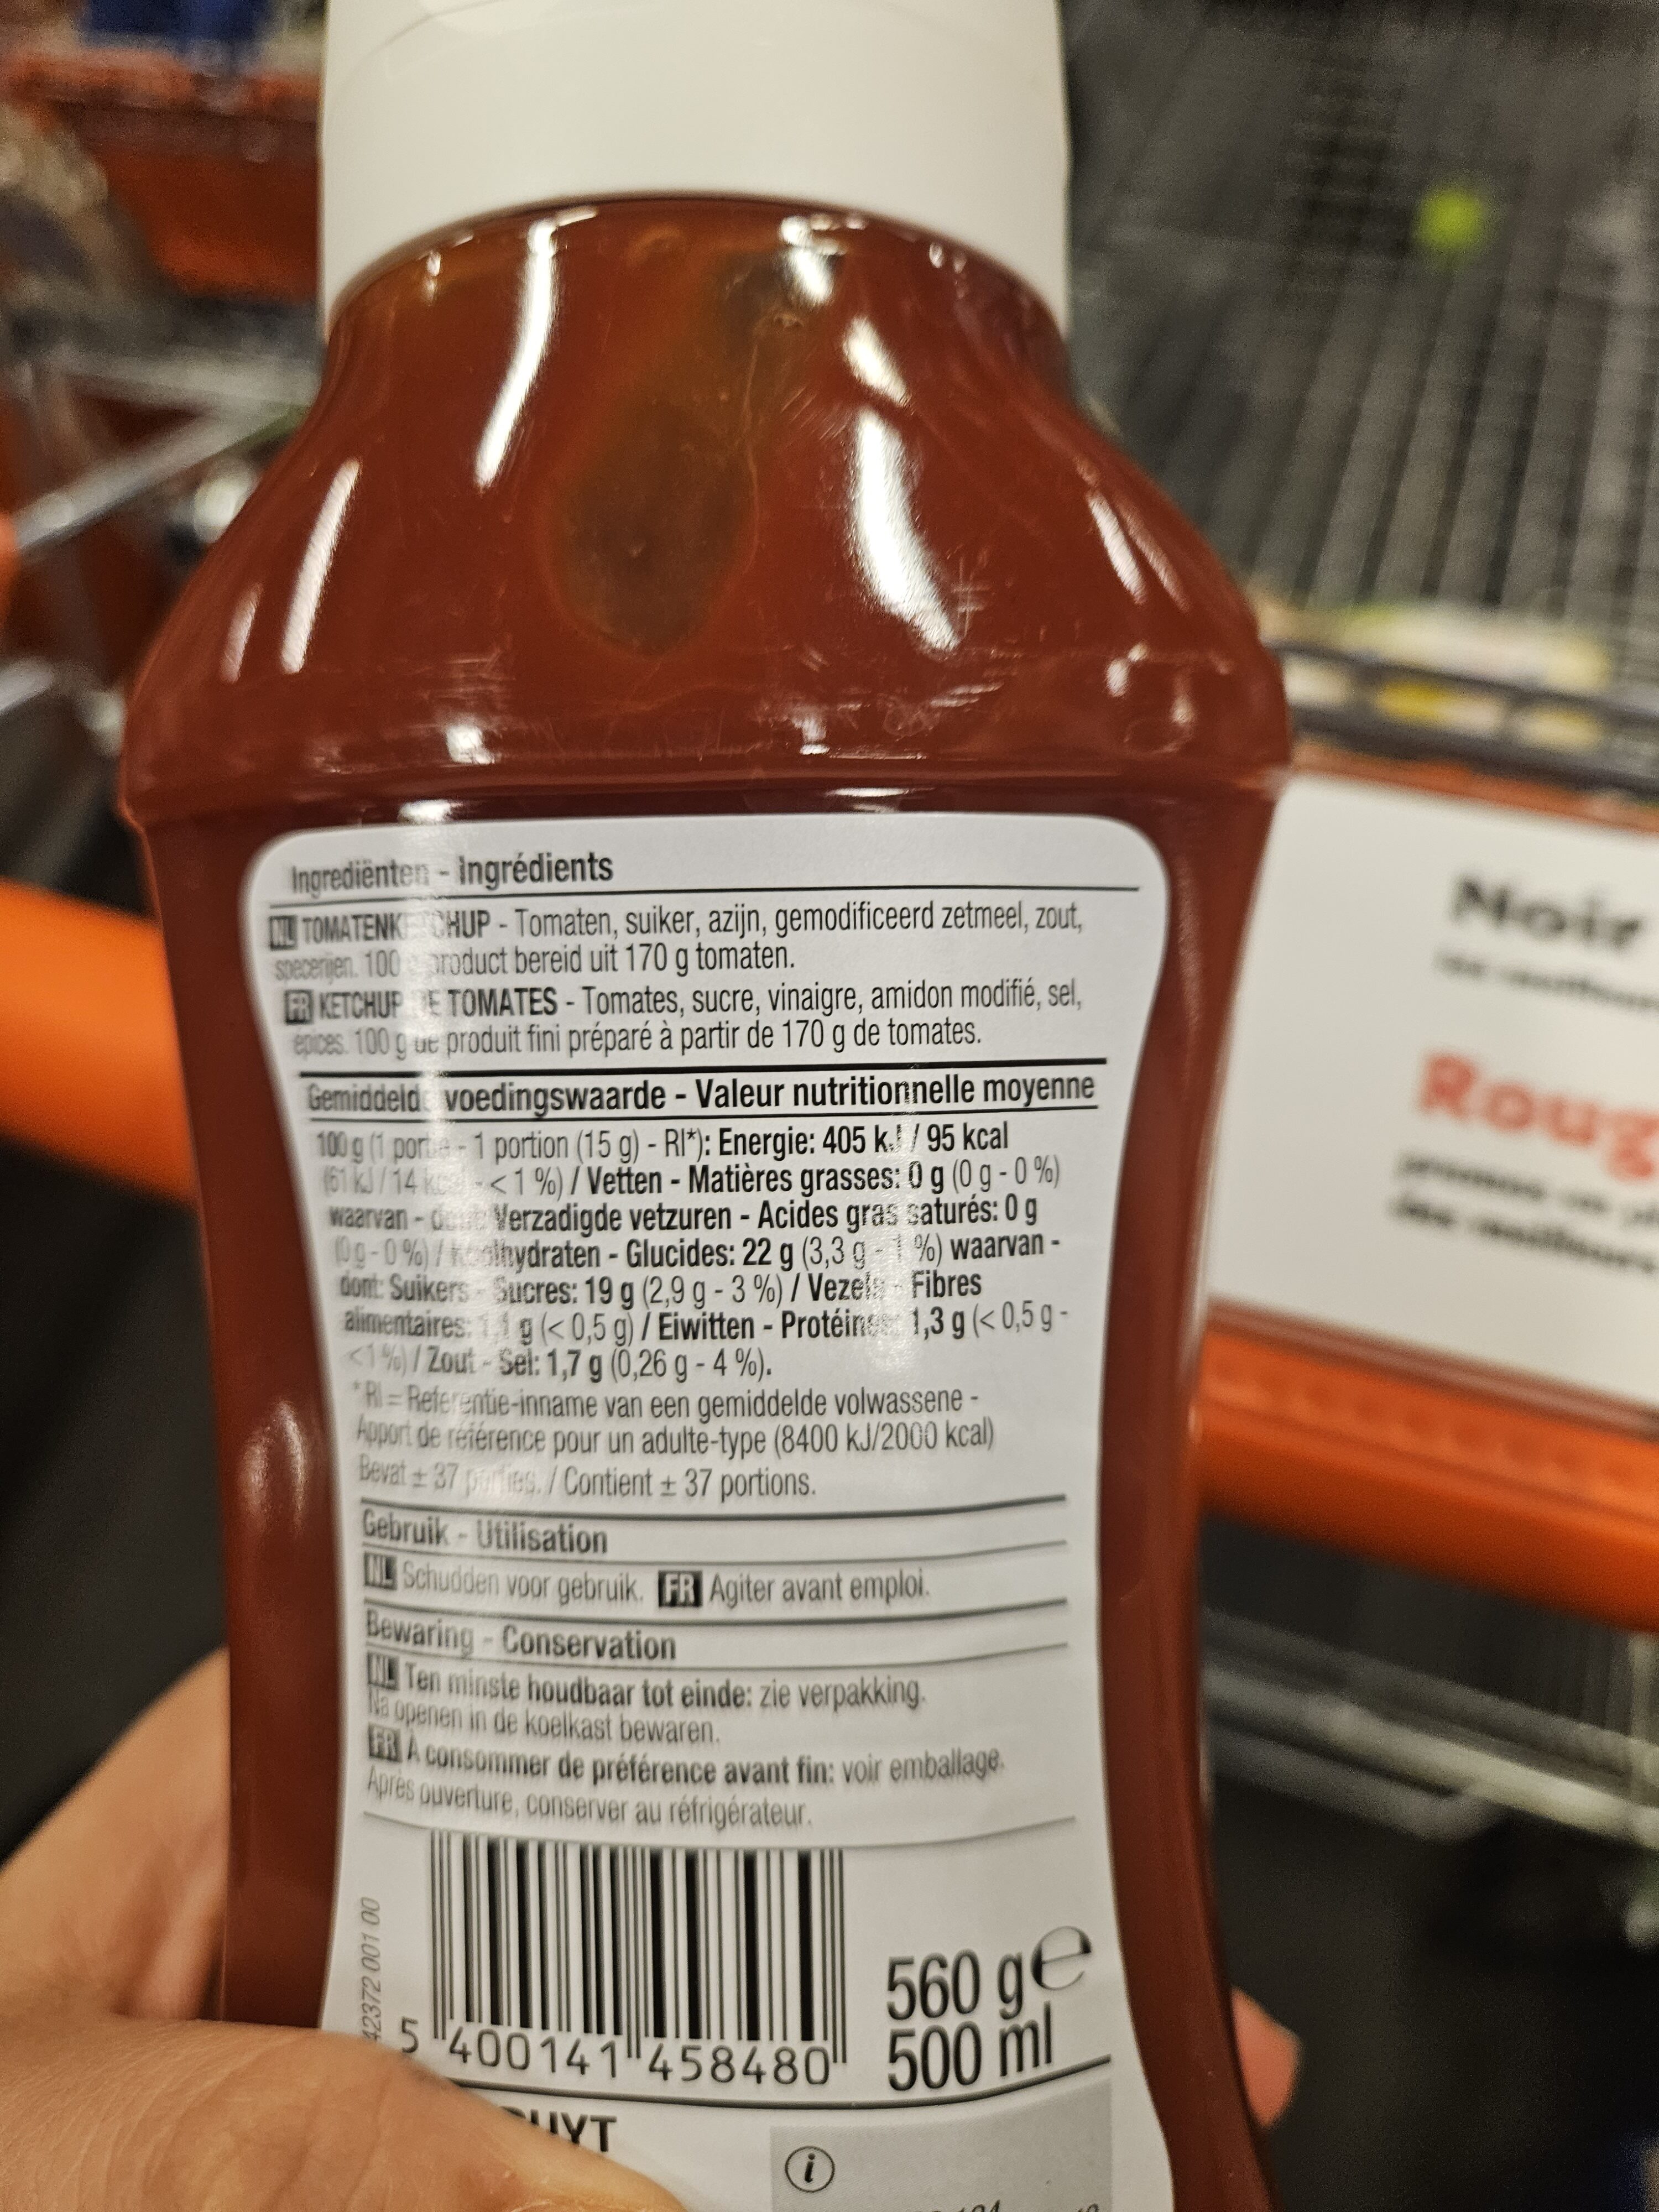 Ingrediënten - Ingrédients
NL TOMATENKETCHUP - Tomaten, suiker, azijn, gemodificeerd zetmeel, zout,
specerijen. 100 g product bereid uit 170 g tomaten.
FR KETCHUP DE TOMATES - Tomates, sucre, vinaigre, amidon modifié, sel,
épices. 100 g de produit fini préparé à partir de 170 g de tomates.
Gemiddelde voedingswaarde - Valeur nutritionnelle moyenne
100 g (1 portie - 1 portion (15 g) - RI*): Energie: 405 kJ / 95 kcal
(61 kJ / 14 kcal - < 1 %) / Vetten - Matières grasses: 0 g (0 g - 0 %)
waarvan - dont: Verzadigde vetzuren - Acides gras saturés: 0 g
(0 g - 0 %) / Koolhydraten - Glucides: 22 g (3,3 g - 1 %) waarvan -
dont: Suikers - Sucres: 19 g (2,9 g - 3 %) / Vezels - Fibres
alimentaires: 1,1 g (< 0,5 g) / Eiwitten - Protéines: 1,3 g (< 0,5 g -
<1 %) / Zout - Sel: 1,7 g (0,26 g - 4 %).
* RI = Referentie-inname van een gemiddelde volwassene -
Apport de référence pour un adulte-type (8400 kJ/2000 kcal)
Bevat ± 37 porties. / Contient ± 37 portions.
Gebruik - Utilisation
NL Schudden voor gebruik. FR Agiter avant emploi.
Bewaring - Conservation
NL Ten minste houdbaar tot einde: zie verpakking.
Na openen in de koelkast bewaren.
FR À consommer de préférence avant fin: voir emballage.
Après ouverture, conserver au réfrigérateur.
42372 001 00
5 400141 458480
560 g e
500 ml
i
Noir
Roug